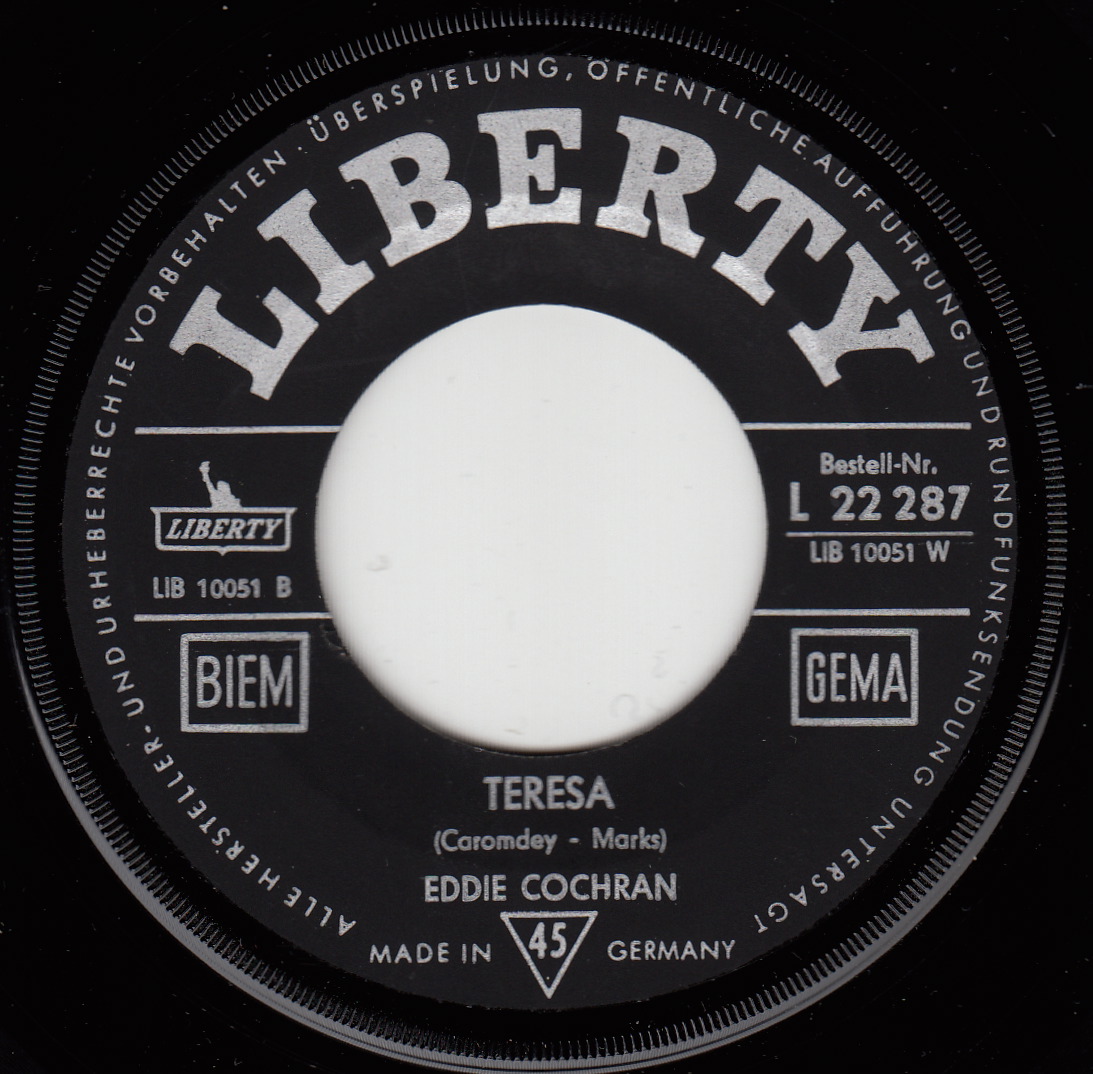 ALLE HERSTELLER- UND URHEBERRECHTE VORBEHALTEN · ÜBERSPIELUNG, ÖFFENTLICHE AUFFÜHRUNG UND RUNDFUNKSENDUNG UNTERSAGT
LIBERTY
LIBERTY
LIB 10051 B
Bestell-Nr.
L 22 287
LIB 10051 W
BIEM
GEMA
TERESA
(Caromdey - Marks)
EDDIE COCHRAN
MADE IN 45 GERMANY